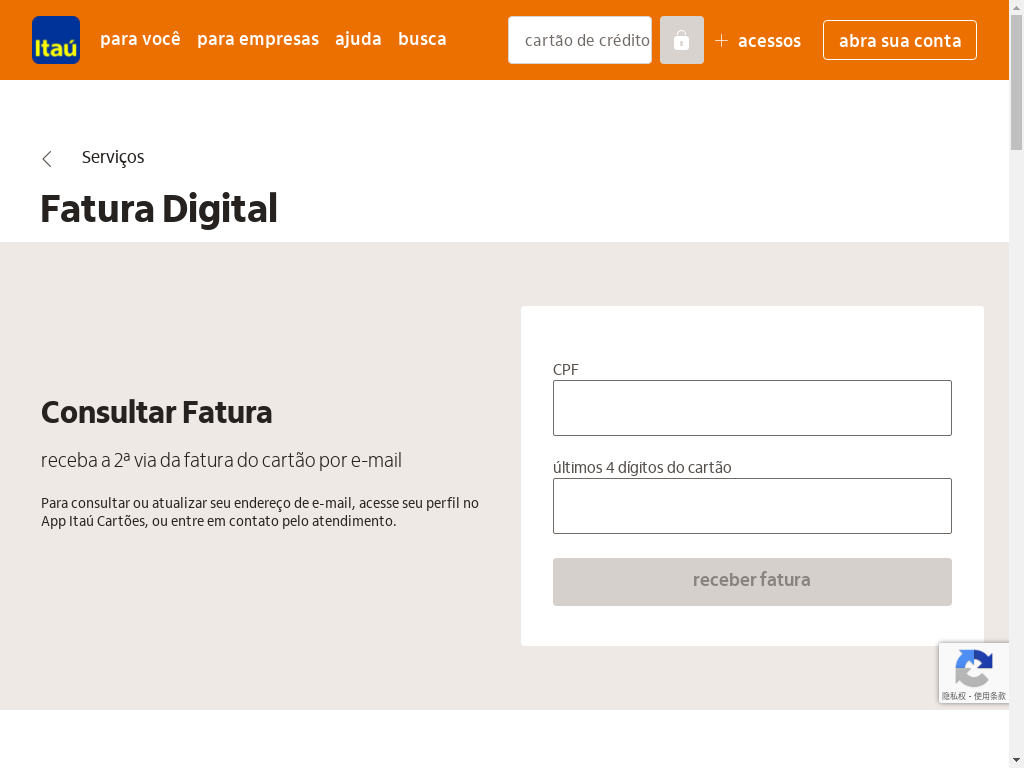 Itaú
para você
para empresas
ajuda
busca
cartão de crédito
acessos
abra sua conta
Serviços
Fatura Digital
Consultar Fatura
receba a 2ª via da fatura do cartão por e-mail
Para consultar ou atualizar seu endereço de e-mail, acesse seu perfil no
App Itaú Cartões, ou entre em contato pelo atendimento.
CPF
últimos 4 dígitos do cartão
receber fatura
隐私权 - 使用条款